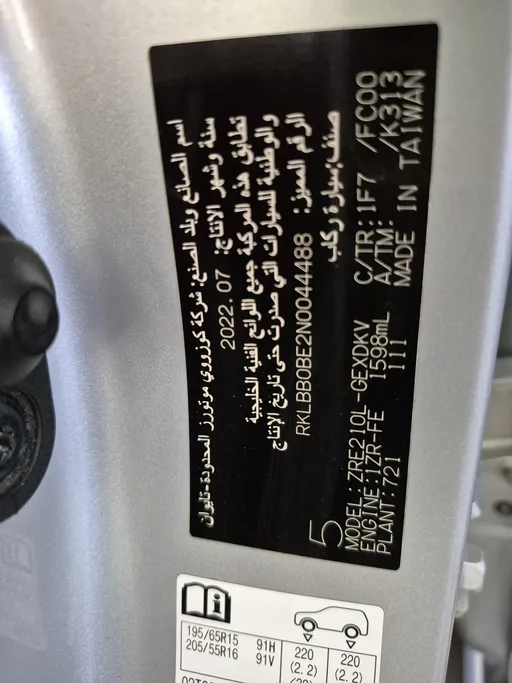 اسم الصانع وبلد الصنع: شركة كرزروي موتورز المحدودة-تايوان
سنة وشهر الانتاج: 2022.07
تطابق هذه المركبة جميع اللوائح الفنية الخليجية
و الوطنية للسيارات التي صدرت حتى تاريخ الإنتاج
الرقم المميز: RKLBB0BE2N0044488
صنف:سيارة ركاب
5
MODEL:ZRE210L-GEXDKV C/TR:1F7 /FC00
ENGINE:1ZR-FE 1598mL A/TM: /K313
PLANT:721 111 MADE IN TAIWAN
195/65R15 91H 220 220
205/55R16 91V (2.2) (2.2)